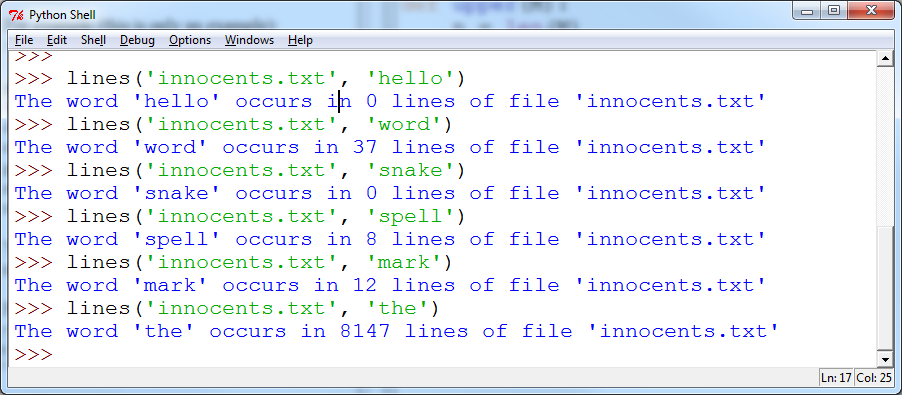 Python Shell
File Edit Shell Debug Options Windows Help
>>>
>>> lines('innocents.txt', 'hello')
The word 'hello' occurs in 0 lines of file 'innocents.txt'
>>> lines('innocents.txt', 'word')
The word 'word' occurs in 37 lines of file 'innocents.txt'
>>> lines('innocents.txt', 'snake')
The word 'snake' occurs in 0 lines of file 'innocents.txt'
>>> lines('innocents.txt', 'spell')
The word 'spell' occurs in 8 lines of file 'innocents.txt'
>>> lines('innocents.txt', 'mark')
The word 'mark' occurs in 12 lines of file 'innocents.txt'
>>> lines('innocents.txt', 'the')
The word 'the' occurs in 8147 lines of file 'innocents.txt'
>>>
Ln: 17 Col: 25